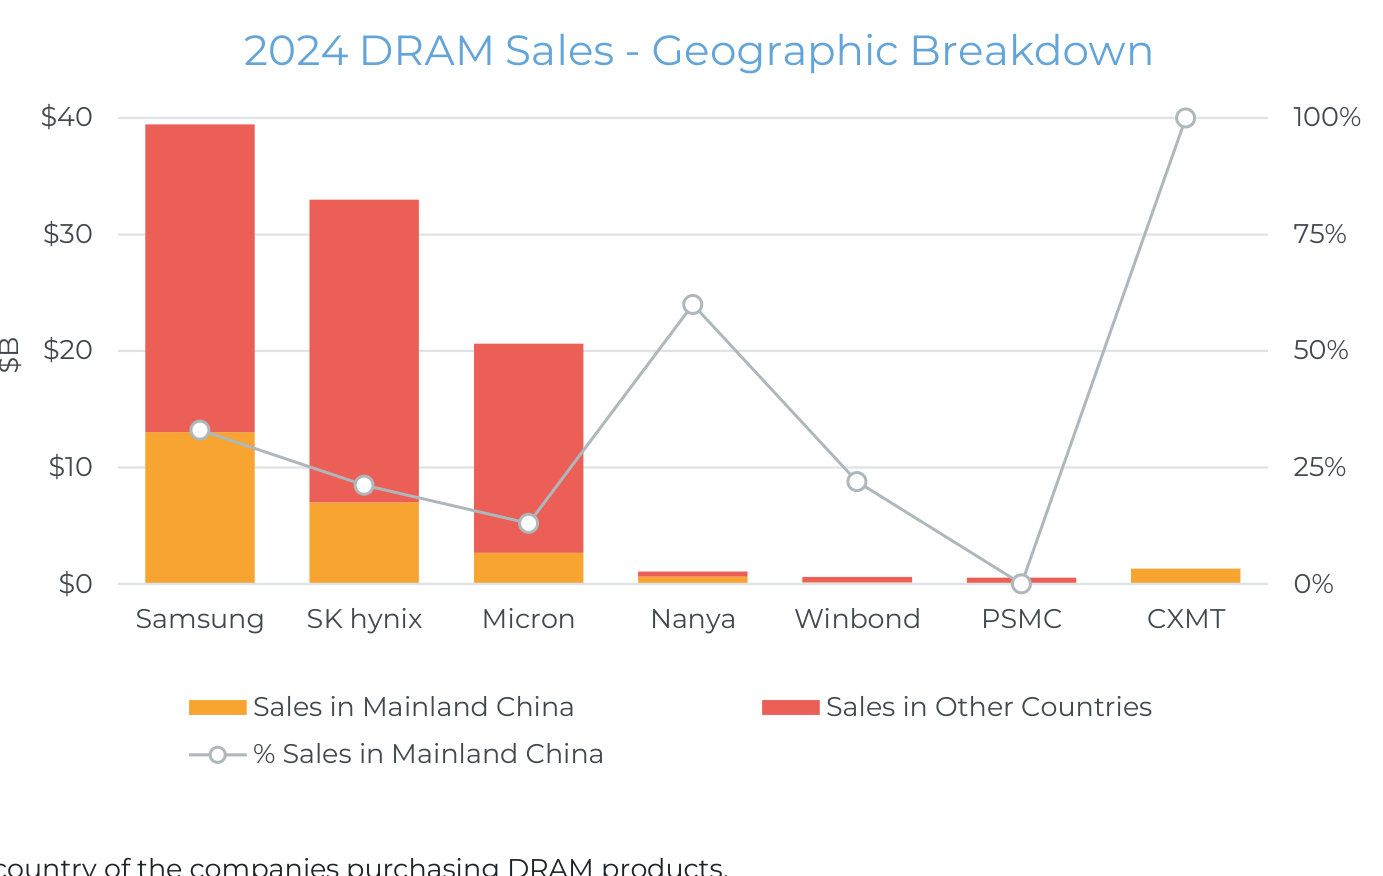 2024 DRAM Sales - Geographic Breakdown
$40 100%
$30 75%
$B $20 50%
$10 25%
$0 0%
Samsung SK hynix Micron Nanya Winbond PSMC CXMT
Sales in Mainland China Sales in Other Countries
% Sales in Mainland China
country of the companies purchasing DRAM products.